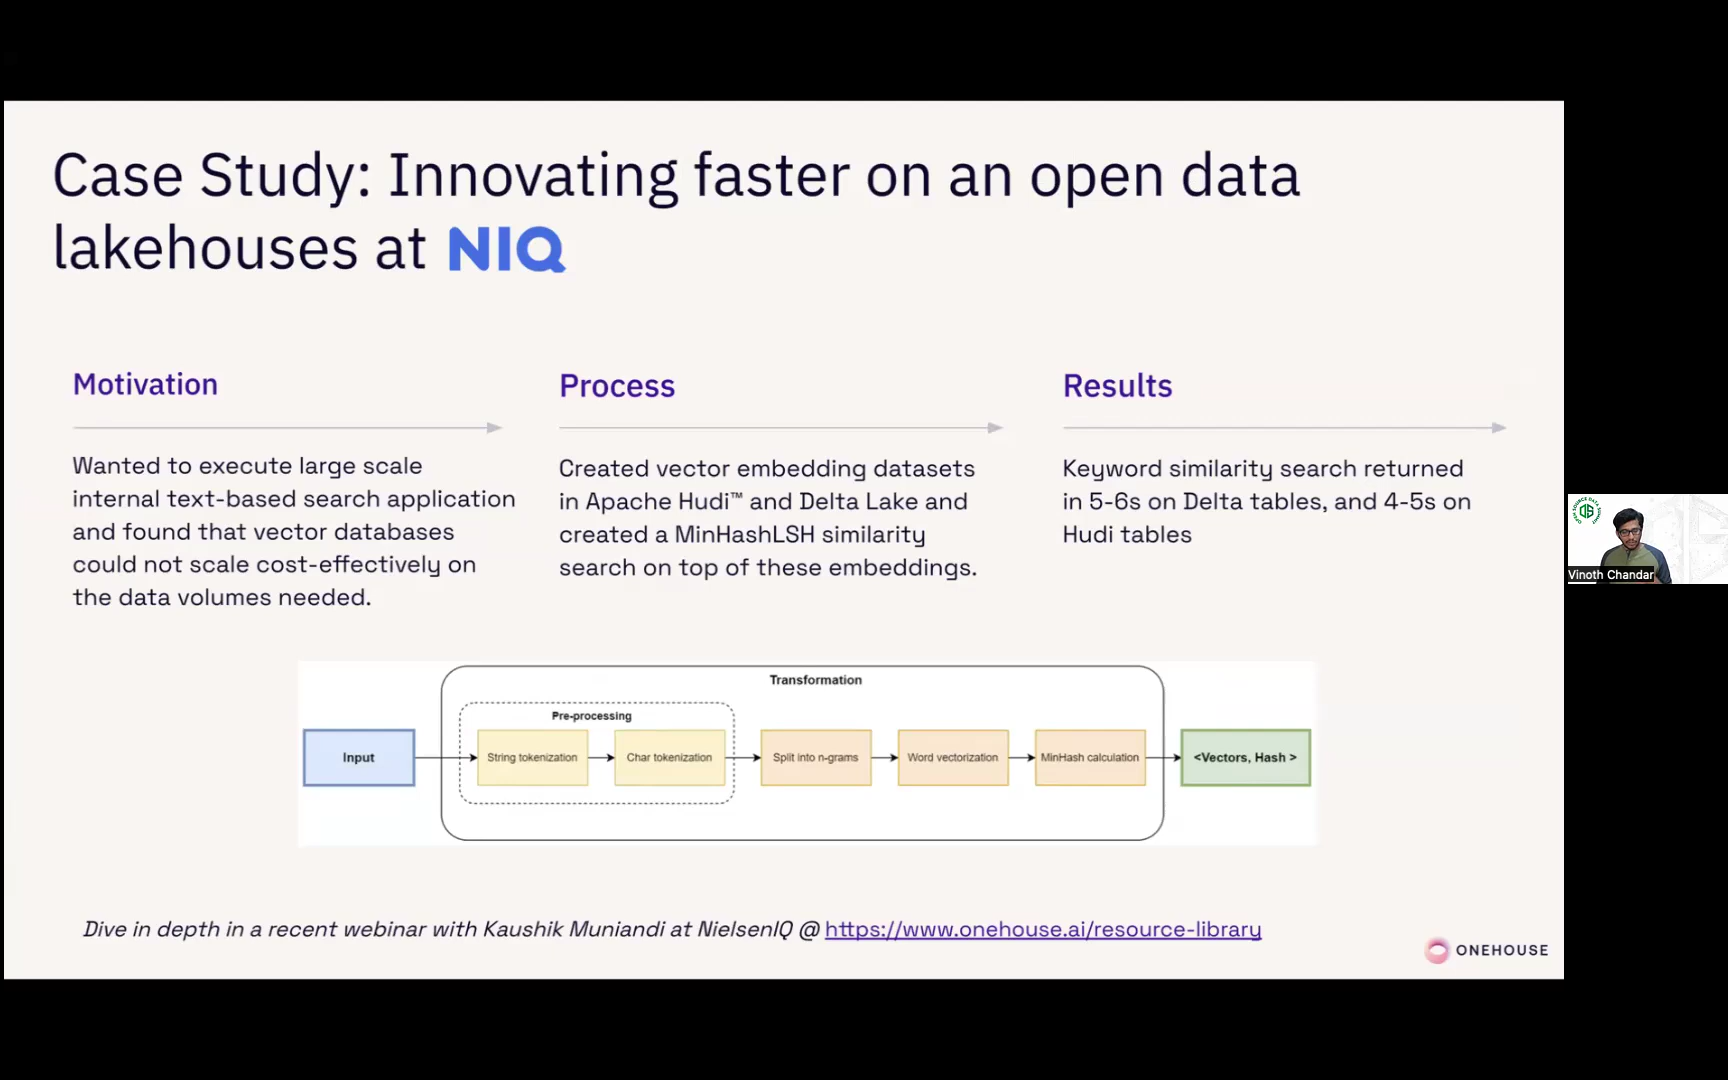 Case Study: Innovating faster on an open data
lakehouses at NIQ
Motivation
Wanted to execute large scale
internal text-based search application
and found that vector databases
could not scale cost-effectively on
the data volumes needed.
Process
Created vector embedding datasets
in Apache Hudi™ and Delta Lake and
created a MinHashLSH similarity
search on top of these embeddings.
Results
Keyword similarity search returned
in 5-6s on Delta tables, and 4-5s on
Hudi tables
Transformation
Pre-processing
Input
String tokenization
Char tokenization
Split into n-grams
Word vectorization
MinHash calculation
<Vectors, Hash >
Dive in depth in a recent webinar with Kaushik Muniandi at NielsenIQ @ https://www.onehouse.ai/resource-library
ONEHOUSE
OPEN SOURCE DATA SUMMIT
Vinoth Chandar